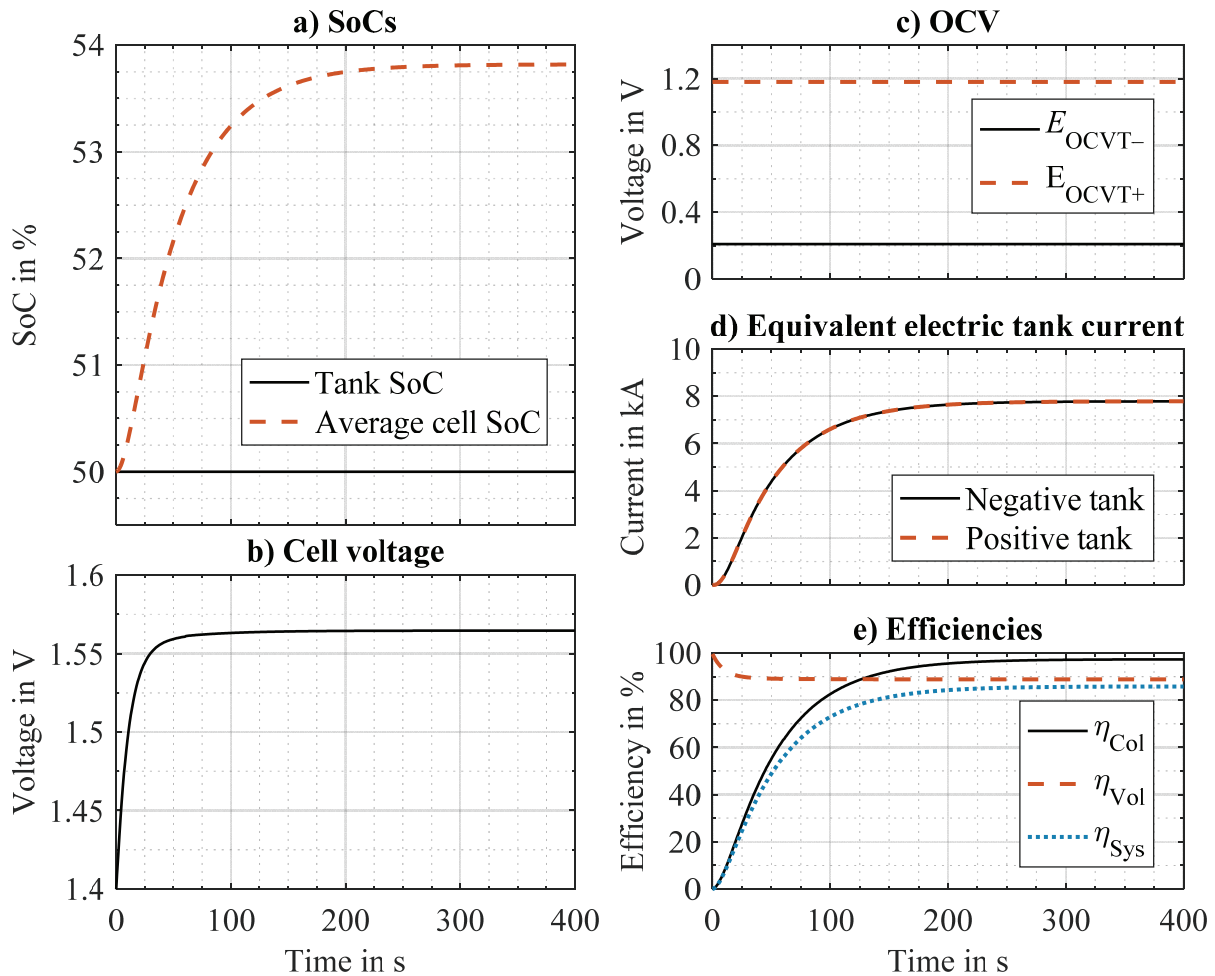 a) SoCs
54
53
52
51
50
SoC in %
Tank SoC
Average cell SoC
b) Cell voltage
1.6
1.55
1.5
1.45
1.4
Voltage in V
0
100
200
300
400
Time in s
c) OCV
1.2
0.8
0.4
0
Voltage in V
E_OCVT−
E_OCVT+
d) Equivalent electric tank current
10
8
6
4
2
0
Current in kA
Negative tank
Positive tank
e) Efficiencies
100
80
60
40
20
0
Efficiency in %
η_Col
η_Vol
η_Sys
0
100
200
300
400
Time in s